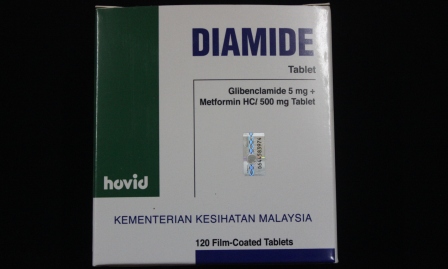 DIAMIDE
Tablet
Glibenclamide 5 mg +
Metformin HCl/ 500 mg Tablet
hovid
KEMENTERIAN KESIHATAN MALAYSIA
120 Film-Coated Tablets